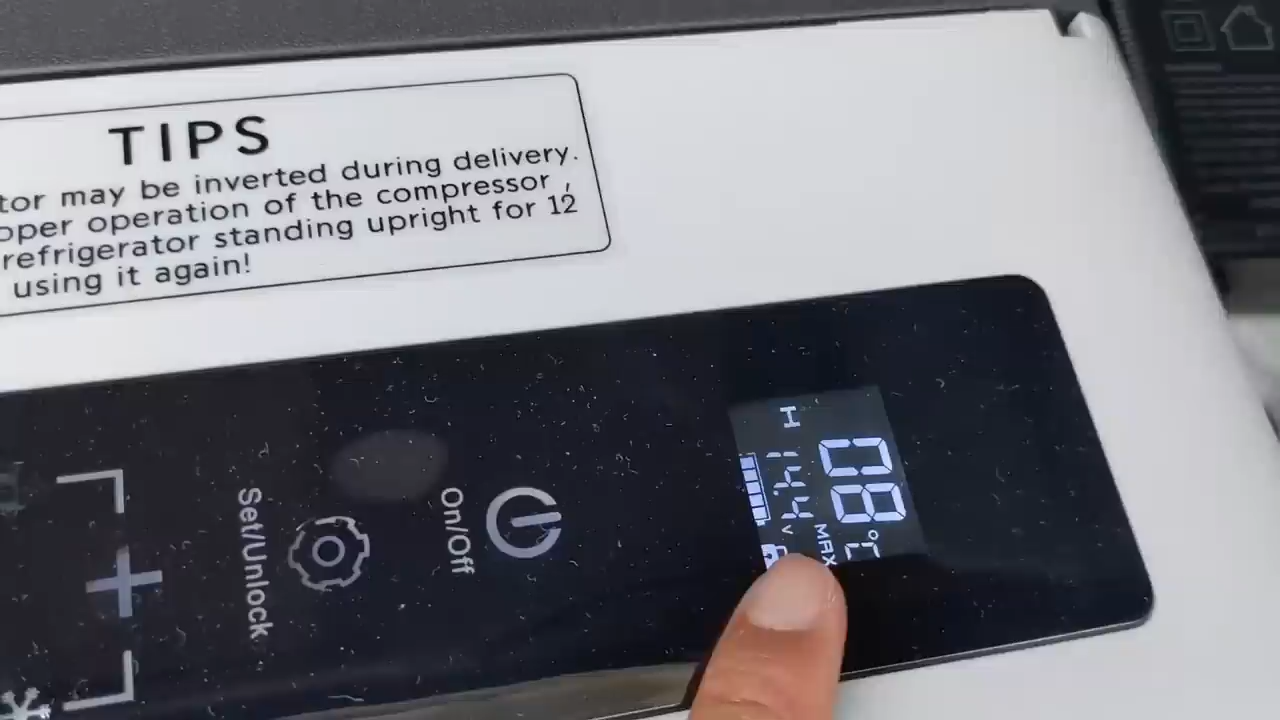 TIPS
tor may be inverted during delivery.
oper operation of the compressor,
refrigerator standing upright for 12
using it again!
08°C
MAX
H 14.4 V
On/Off
Set/Unlock
+